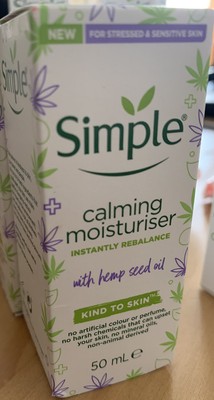 NEW
FOR STRESSED & SENSITIVE SKIN
Simple®
calming
moisturiser
INSTANTLY REBALANCE
with hemp seed oil
KIND TO SKIN™
no artificial colour or perfume,
no harsh chemicals that can upset
your skin, no mineral oils,
non-animal derived
50 mL ℮